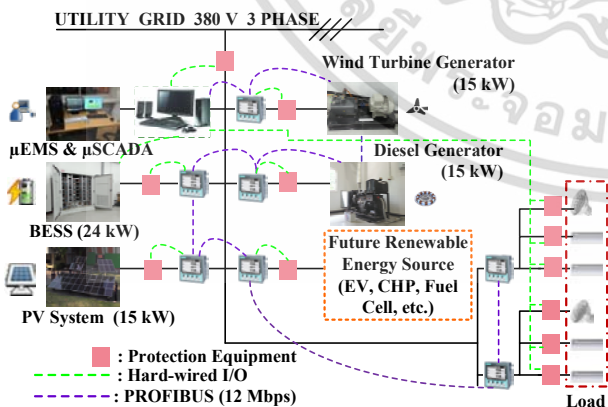 UTILITY GRID 380 V 3 PHASE
Wind Turbine Generator
(15 kW)
µEMS & µSCADA
Diesel Generator
(15 kW)
BESS (24 kW)
Future Renewable
Energy Source
(EV, CHP, Fuel
Cell, etc.)
PV System (15 kW)
: Protection Equipment
: Hard-wired I/O
: PROFIBUS (12 Mbps)
Load